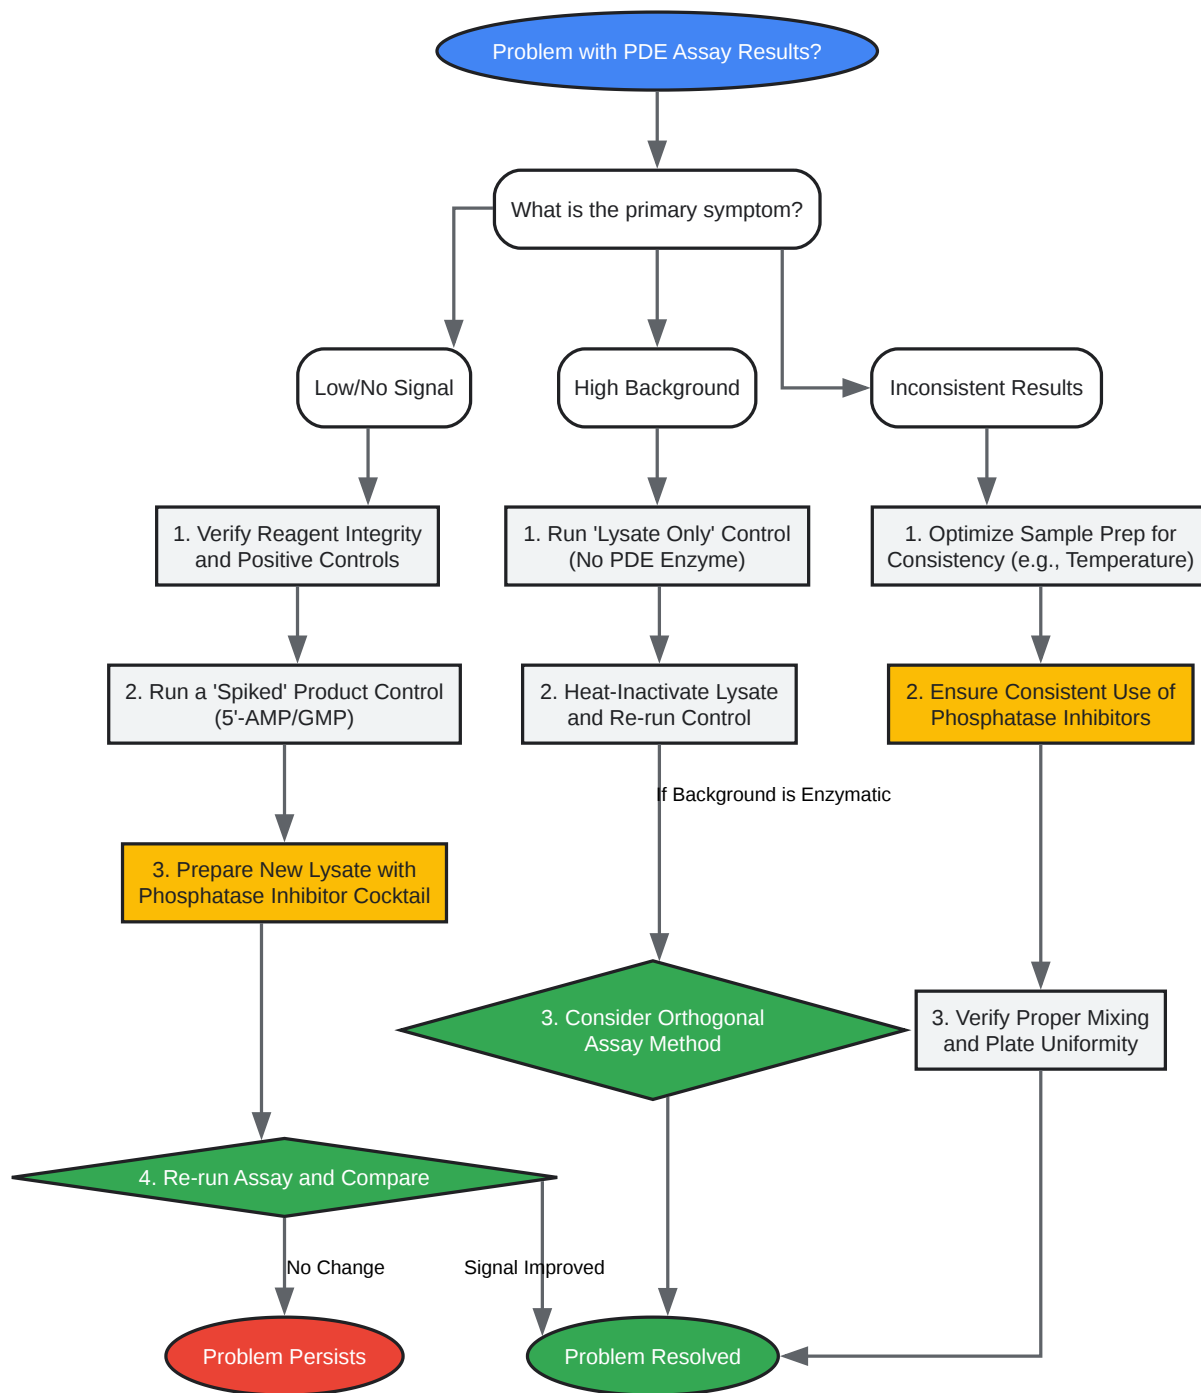 Problem with PDE Assay Results?
What is the primary symptom?
Low/No Signal
High Background
Inconsistent Results
1. Verify Reagent Integrity
and Positive Controls
1. Run 'Lysate Only' Control
(No PDE Enzyme)
1. Optimize Sample Prep for
Consistency (e.g., Temperature)
2. Run a 'Spiked' Product Control
(5'-AMP/GMP)
2. Heat-Inactivate Lysate
and Re-run Control
2. Ensure Consistent Use of
Phosphatase Inhibitors
If Background is Enzymatic
3. Prepare New Lysate with
Phosphatase Inhibitor Cocktail
3. Consider Orthogonal
Assay Method
3. Verify Proper Mixing
and Plate Uniformity
4. Re-run Assay and Compare
No Change
Signal Improved
Problem Persists
Problem Resolved